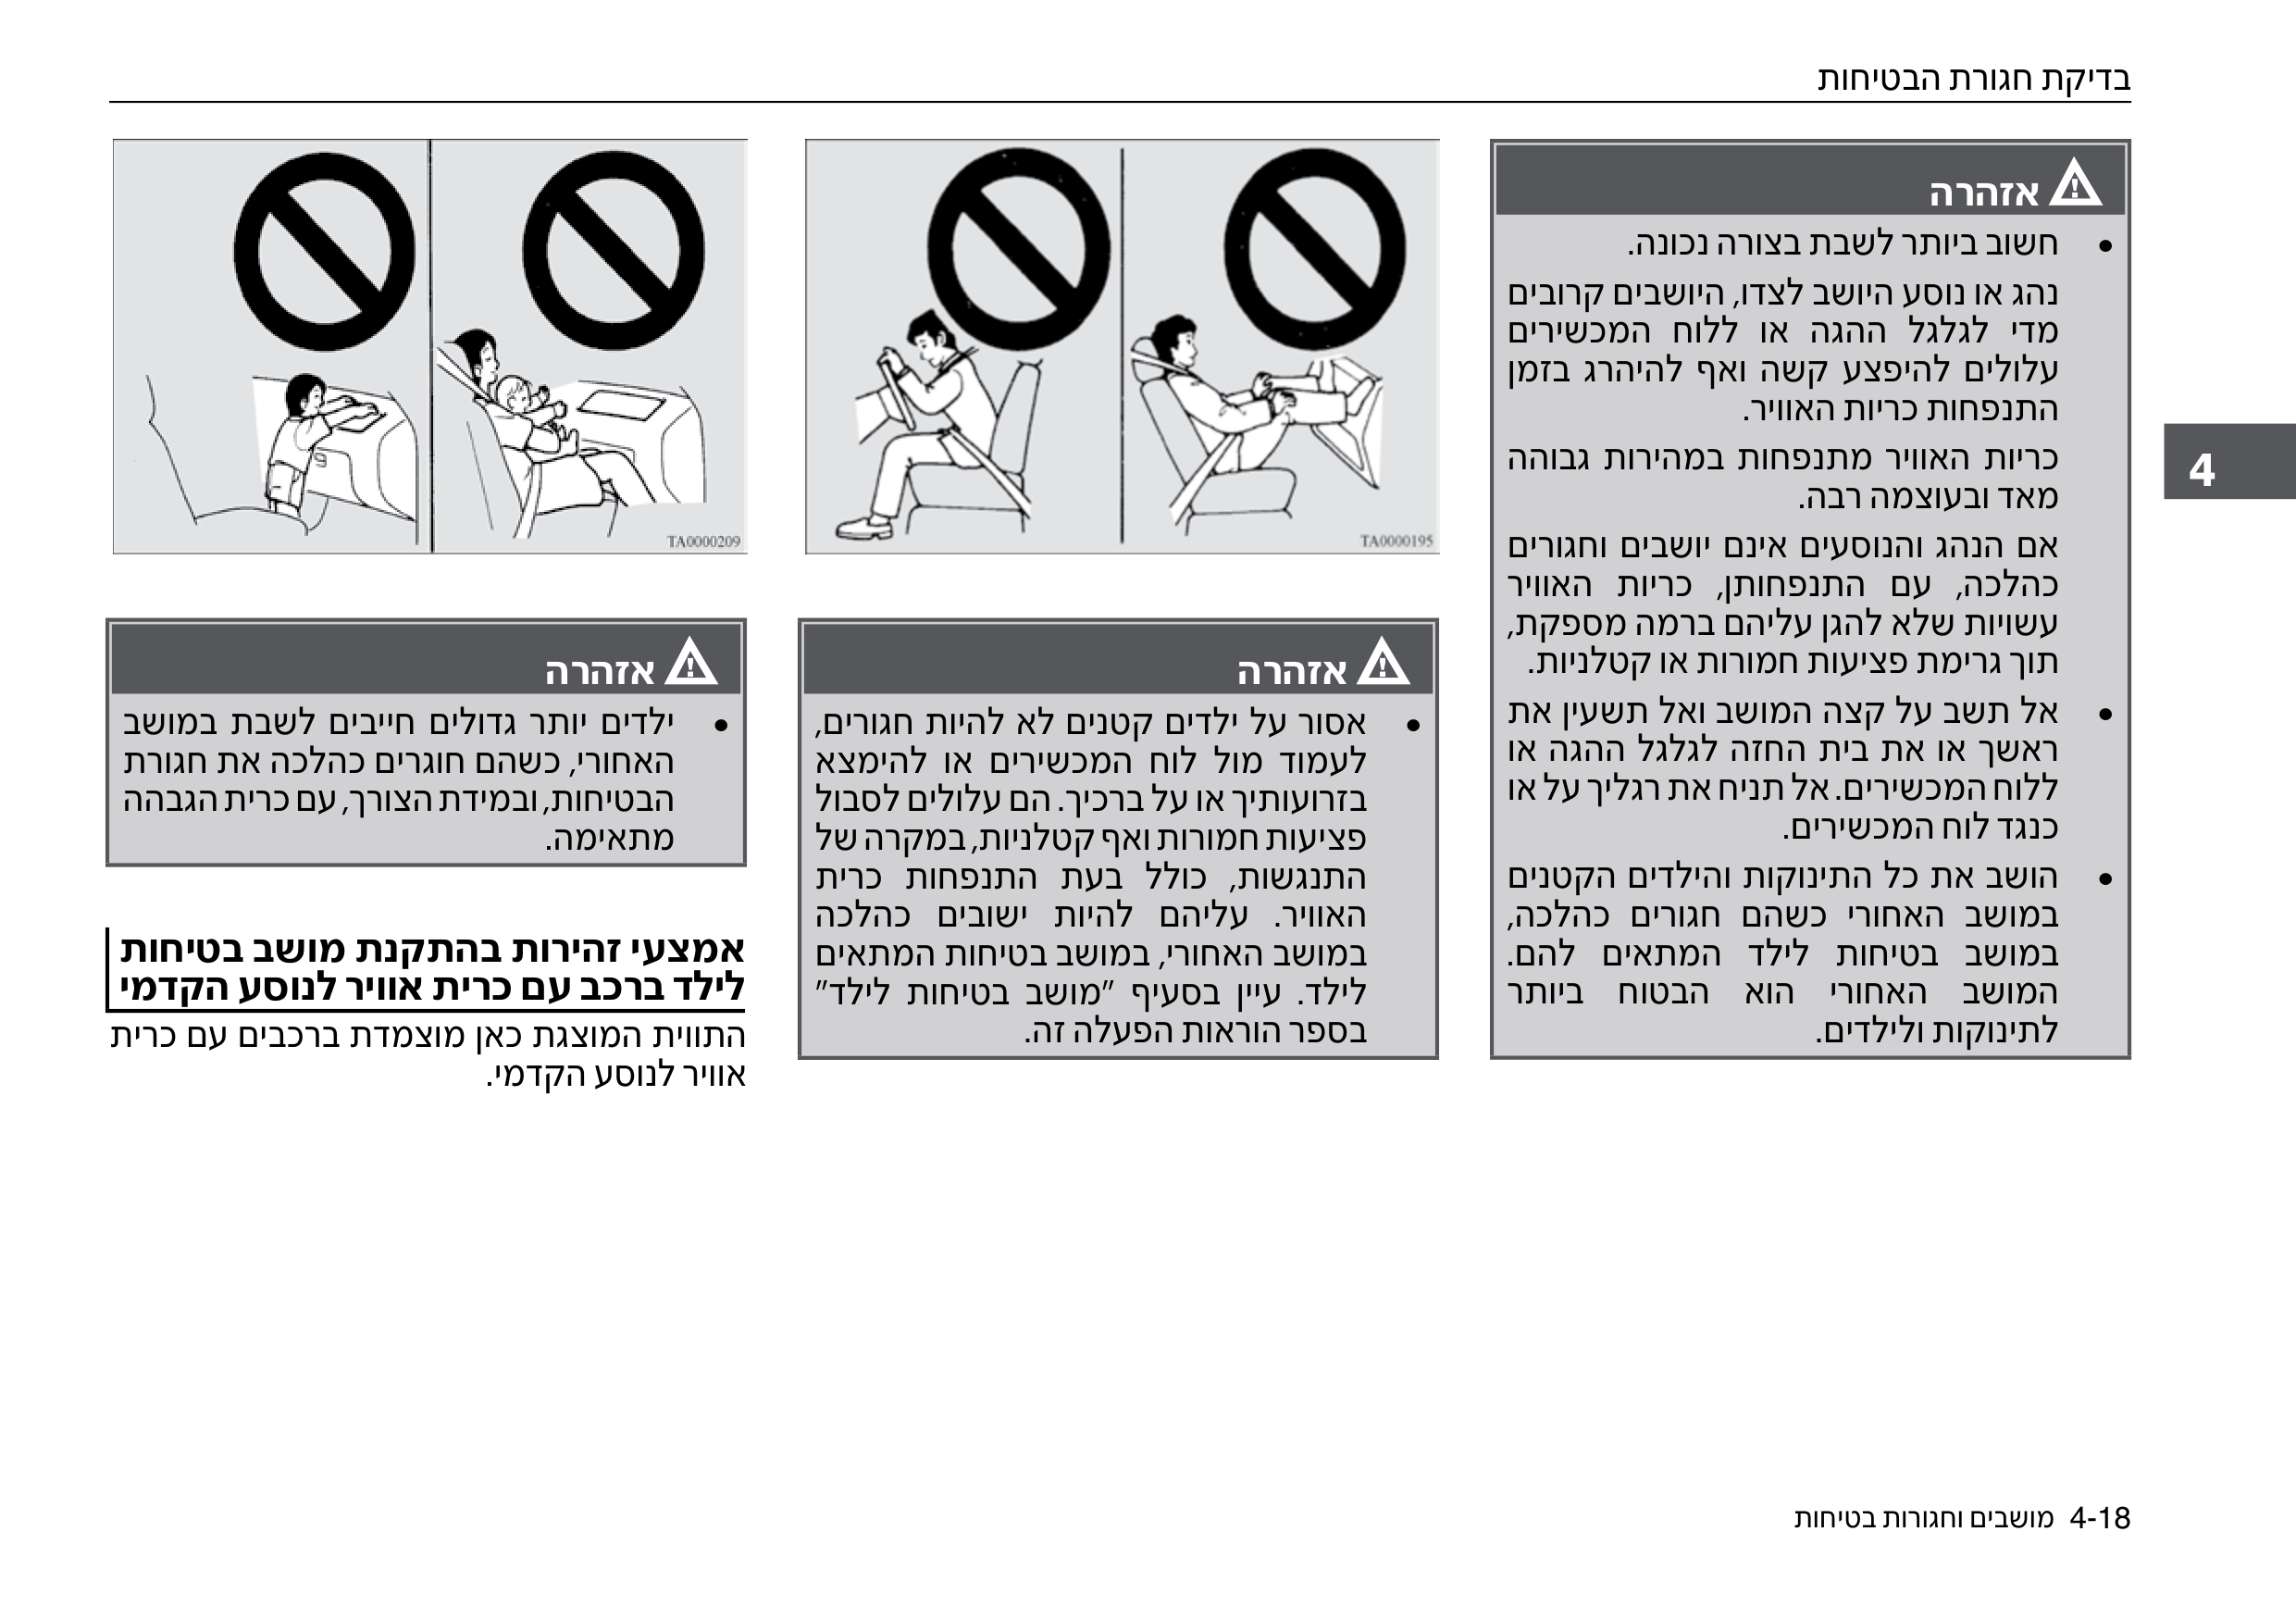 בדיקת חגורת הבטיחות
אזהרה
• חשוב ביותר לשבת בצורה נכונה.
נהג או נוסע היושב לצדו, היושבים קרובים
מדי לגלגל ההגה או ללוח המכשירים
עלולים להיפצע קשה ואף להיהרג בזמן
התנפחות כריות האוויר.
כריות האוויר מתנפחות במהירות גבוהה
מאד ובעוצמה רבה.
אם הנהג והנוסעים אינם יושבים וחגורים
כהלכה, עם התנפחותן, כריות האוויר
עשויות שלא להגן עליהם ברמה מספקת,
תוך גרימת פציעות חמורות או קטלניות.
• אל תשב על קצה המושב ואל תשעין את
ראשך או את בית החזה לגלגל ההגה או
ללוח המכשירים. אל תניח את רגליך על או
כנגד לוח המכשירים.
• הושב את כל התינוקות והילדים הקטנים
במושב האחורי כשהם חגורים כהלכה,
במושב בטיחות לילד המתאים להם.
המושב האחורי הוא הבטוח ביותר
לתינוקות ולילדים.
4
TA0000195
אזהרה
• אסור על ילדים קטנים לא להיות חגורים,
לעמוד מול לוח המכשירים או להימצא
בזרועותיך או על ברכיך. הם עלולים לסבול
פציעות חמורות ואף קטלניות, במקרה של
התנגשות, כולל בעת התנפחות כרית
האוויר. עליהם להיות ישובים כהלכה
במושב האחורי, במושב בטיחות המתאים
לילד. עיין בסעיף "מושב בטיחות לילד"
בספר הוראות הפעלה זה.
TA0000209
אזהרה
• ילדים יותר גדולים חייבים לשבת במושב
האחורי, כשהם חוגרים כהלכה את חגורת
הבטיחות, ובמידת הצורך, עם כרית הגבהה
מתאימה.
אמצעי זהירות בהתקנת מושב בטיחות
לילד ברכב עם כרית אוויר לנוסע הקדמי
התווית המוצגת כאן מוצמדת ברכבים עם כרית
אוויר לנוסע הקדמי.
4-18 מושבים וחגורות בטיחות